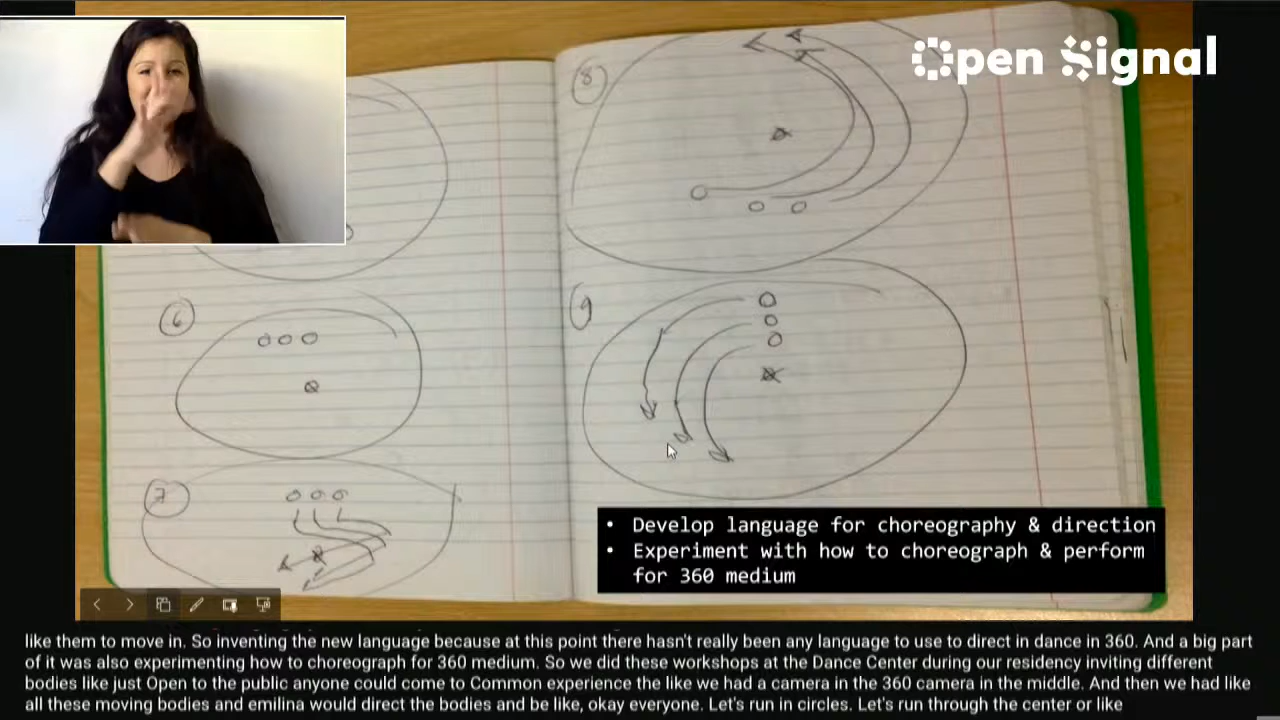 Open Signal
8
6
9
7
• Develop language for choreography & direction
• Experiment with how to choreograph & perform
for 360 medium
like them to move in. So inventing the new language because at this point there hasn't really been any language to use to direct in dance in 360. And a big part
of it was also experimenting how to choreograph for 360 medium. So we did these workshops at the Dance Center during our residency inviting different
bodies like just Open to the public anyone could come to Common experience the like we had a camera in the 360 camera in the middle. And then we had like
all these moving bodies and emilina would direct the bodies and be like, okay everyone. Let's run in circles. Let's run through the center or like